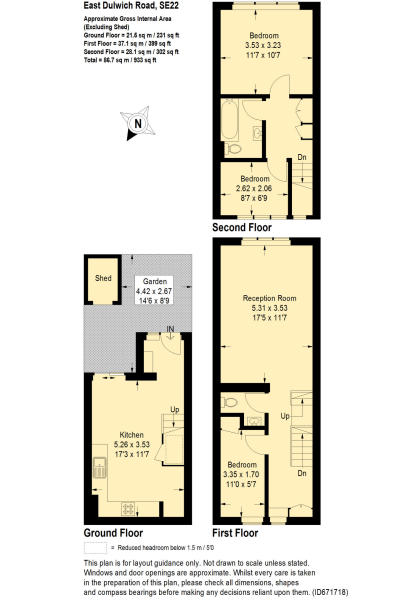 East Dulwich Road, SE22
Approximate Gross Internal Area
(Excluding Shed)
Ground Floor = 21.6 sq m / 231 sq ft
First Floor = 37.1 sq m / 399 sq ft
Second Floor = 28.1 sq m / 302 sq ft
Total = 86.7 sq m / 933 sq ft
N
Bedroom
3.53 x 3.23
11'7 x 10'7
Dn
Bedroom
2.62 x 2.06
8'7 x 6'9
Second Floor
Shed
Garden
4.42 x 2.67
14'6 x 8'9
IN
Up
Kitchen
5.26 x 3.53
17'3 x 11'7
Ground Floor
Reception Room
5.31 x 3.53
17'5 x 11'7
Up
Bedroom
3.35 x 1.70
11'0 x 5'7
Dn
First Floor
= Reduced headroom below 1.5 m / 5'0
This plan is for layout guidance only. Not drawn to scale unless stated.
Windows and door openings are approximate. Whilst every care is taken
in the preparation of this plan, please check all dimensions, shapes
and compass bearings before making any decisions reliant upon them. (ID671718)